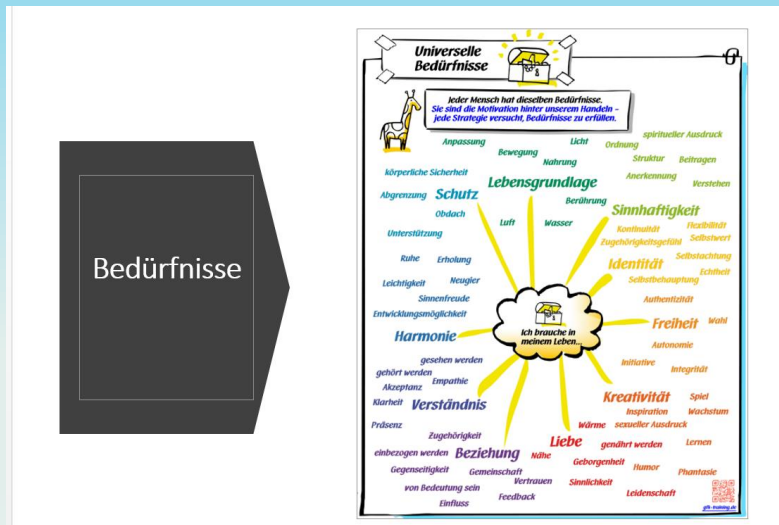 Bedürfnisse
Universelle
Bedürfnisse
Jeder Mensch hat dieselben Bedürfnisse.
Sie sind die Motivation hinter unserem Handeln –
jede Strategie versucht, Bedürfnisse zu erfüllen.
Anpassung
Licht
Ordnung
spiritueller Ausdruck
Bewegung
Nahrung
Struktur
Beitragen
körperliche Sicherheit
Lebensgrundlage
Anerkennung
Verstehen
Abgrenzung
Schutz
Berührung
Sinnhaftigkeit
Obdach
Luft
Wasser
Kontinuität
Flexibilität
Unterstützung
Zugehörigkeitsgefühl
Selbstwert
Ruhe
Erholung
Identität
Selbstachtung
Echtheit
Leichtigkeit
Neugier
Selbstbehauptung
Sinnenfreude
Authentizität
Entwicklungsmöglichkeit
Ich brauche in
meinem Leben...
Freiheit
Wahl
Harmonie
Autonomie
gesehen werden
Initiative
Integrität
gehört werden
Empathie
Akzeptanz
Kreativität
Spiel
Klarheit
Verständnis
Inspiration
Wachstum
Präsenz
Wärme
sexueller Ausdruck
Zugehörigkeit
Liebe
genährt werden
Lernen
einbezogen werden
Beziehung
Nähe
Geborgenheit
Humor
Phantasie
Gegenseitigkeit
Gemeinschaft
Vertrauen
Sinnlichkeit
von Bedeutung sein
Feedback
Leidenschaft
Einfluss
gfk-training.de